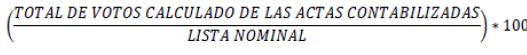 (TOTAL DE VOTOS CALCULADO DE LAS ACTAS CONTABILIZADAS
LISTA NOMINAL) * 100